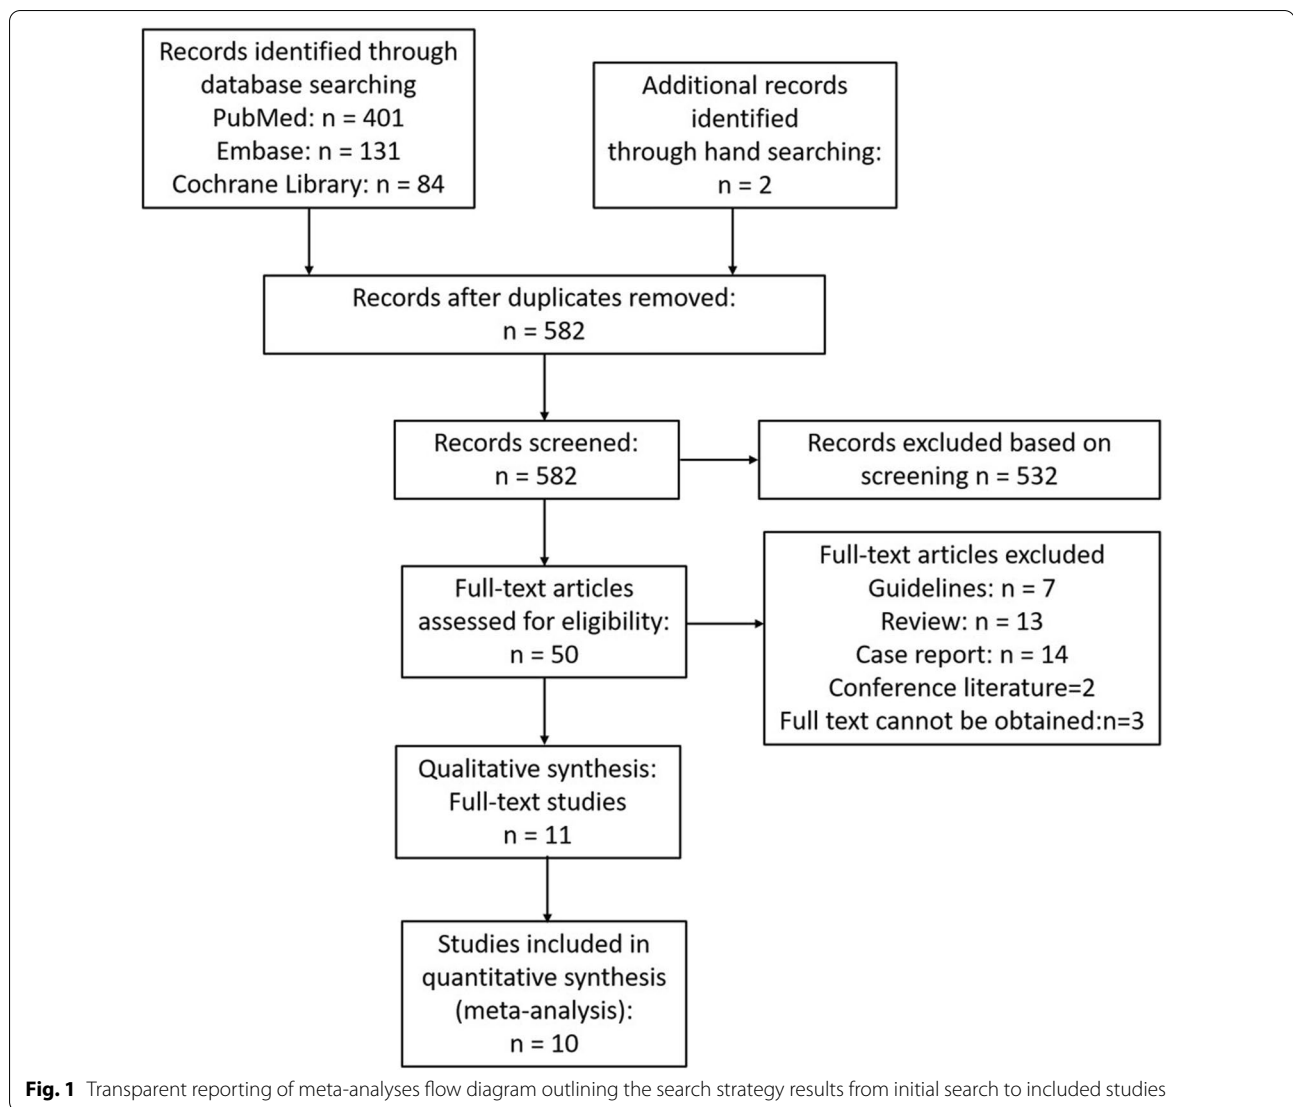 Records identified through
database searching
PubMed: n = 401
Embase: n = 131
Cochrane Library: n = 84
Additional records
identified
through hand searching:
n = 2
Records after duplicates removed:
n = 582
Records screened:
n = 582
Records excluded based on
screening n = 532
Full-text articles
assessed for eligibility:
n = 50
Full-text articles excluded
Guidelines: n = 7
Review: n = 13
Case report: n = 14
Conference literature=2
Full text cannot be obtained:n=3
Qualitative synthesis:
Full-text studies
n = 11
Studies included in
quantitative synthesis
(meta-analysis):
n = 10
Fig. 1 Transparent reporting of meta-analyses flow diagram outlining the search strategy results from initial search to included studies